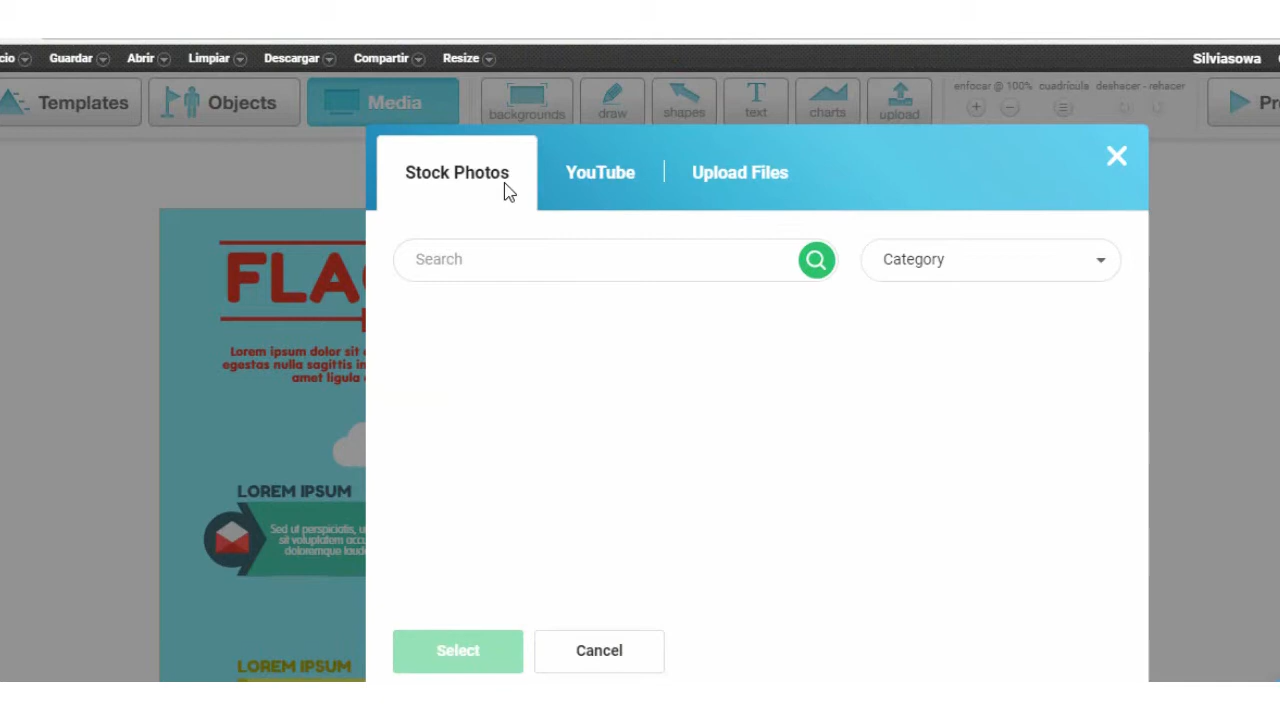 cio Guardar Abrir Limpiar Descargar Compartir Resize Silviasowa
Templates Objects Media backgrounds draw shapes text charts upload
enfocar @ 100% cuadrícula deshacer - rehacer
Pre
Stock Photos YouTube Upload Files
Search Category
FLA
Lorem ipsum dolor sit
egestas nulla sagittis in
amet ligula
LOREM IPSUM
Sed ut perspiciatis, u
sit voluptatem accu
doloremque laud
LOREM IPSUM
Select Cancel